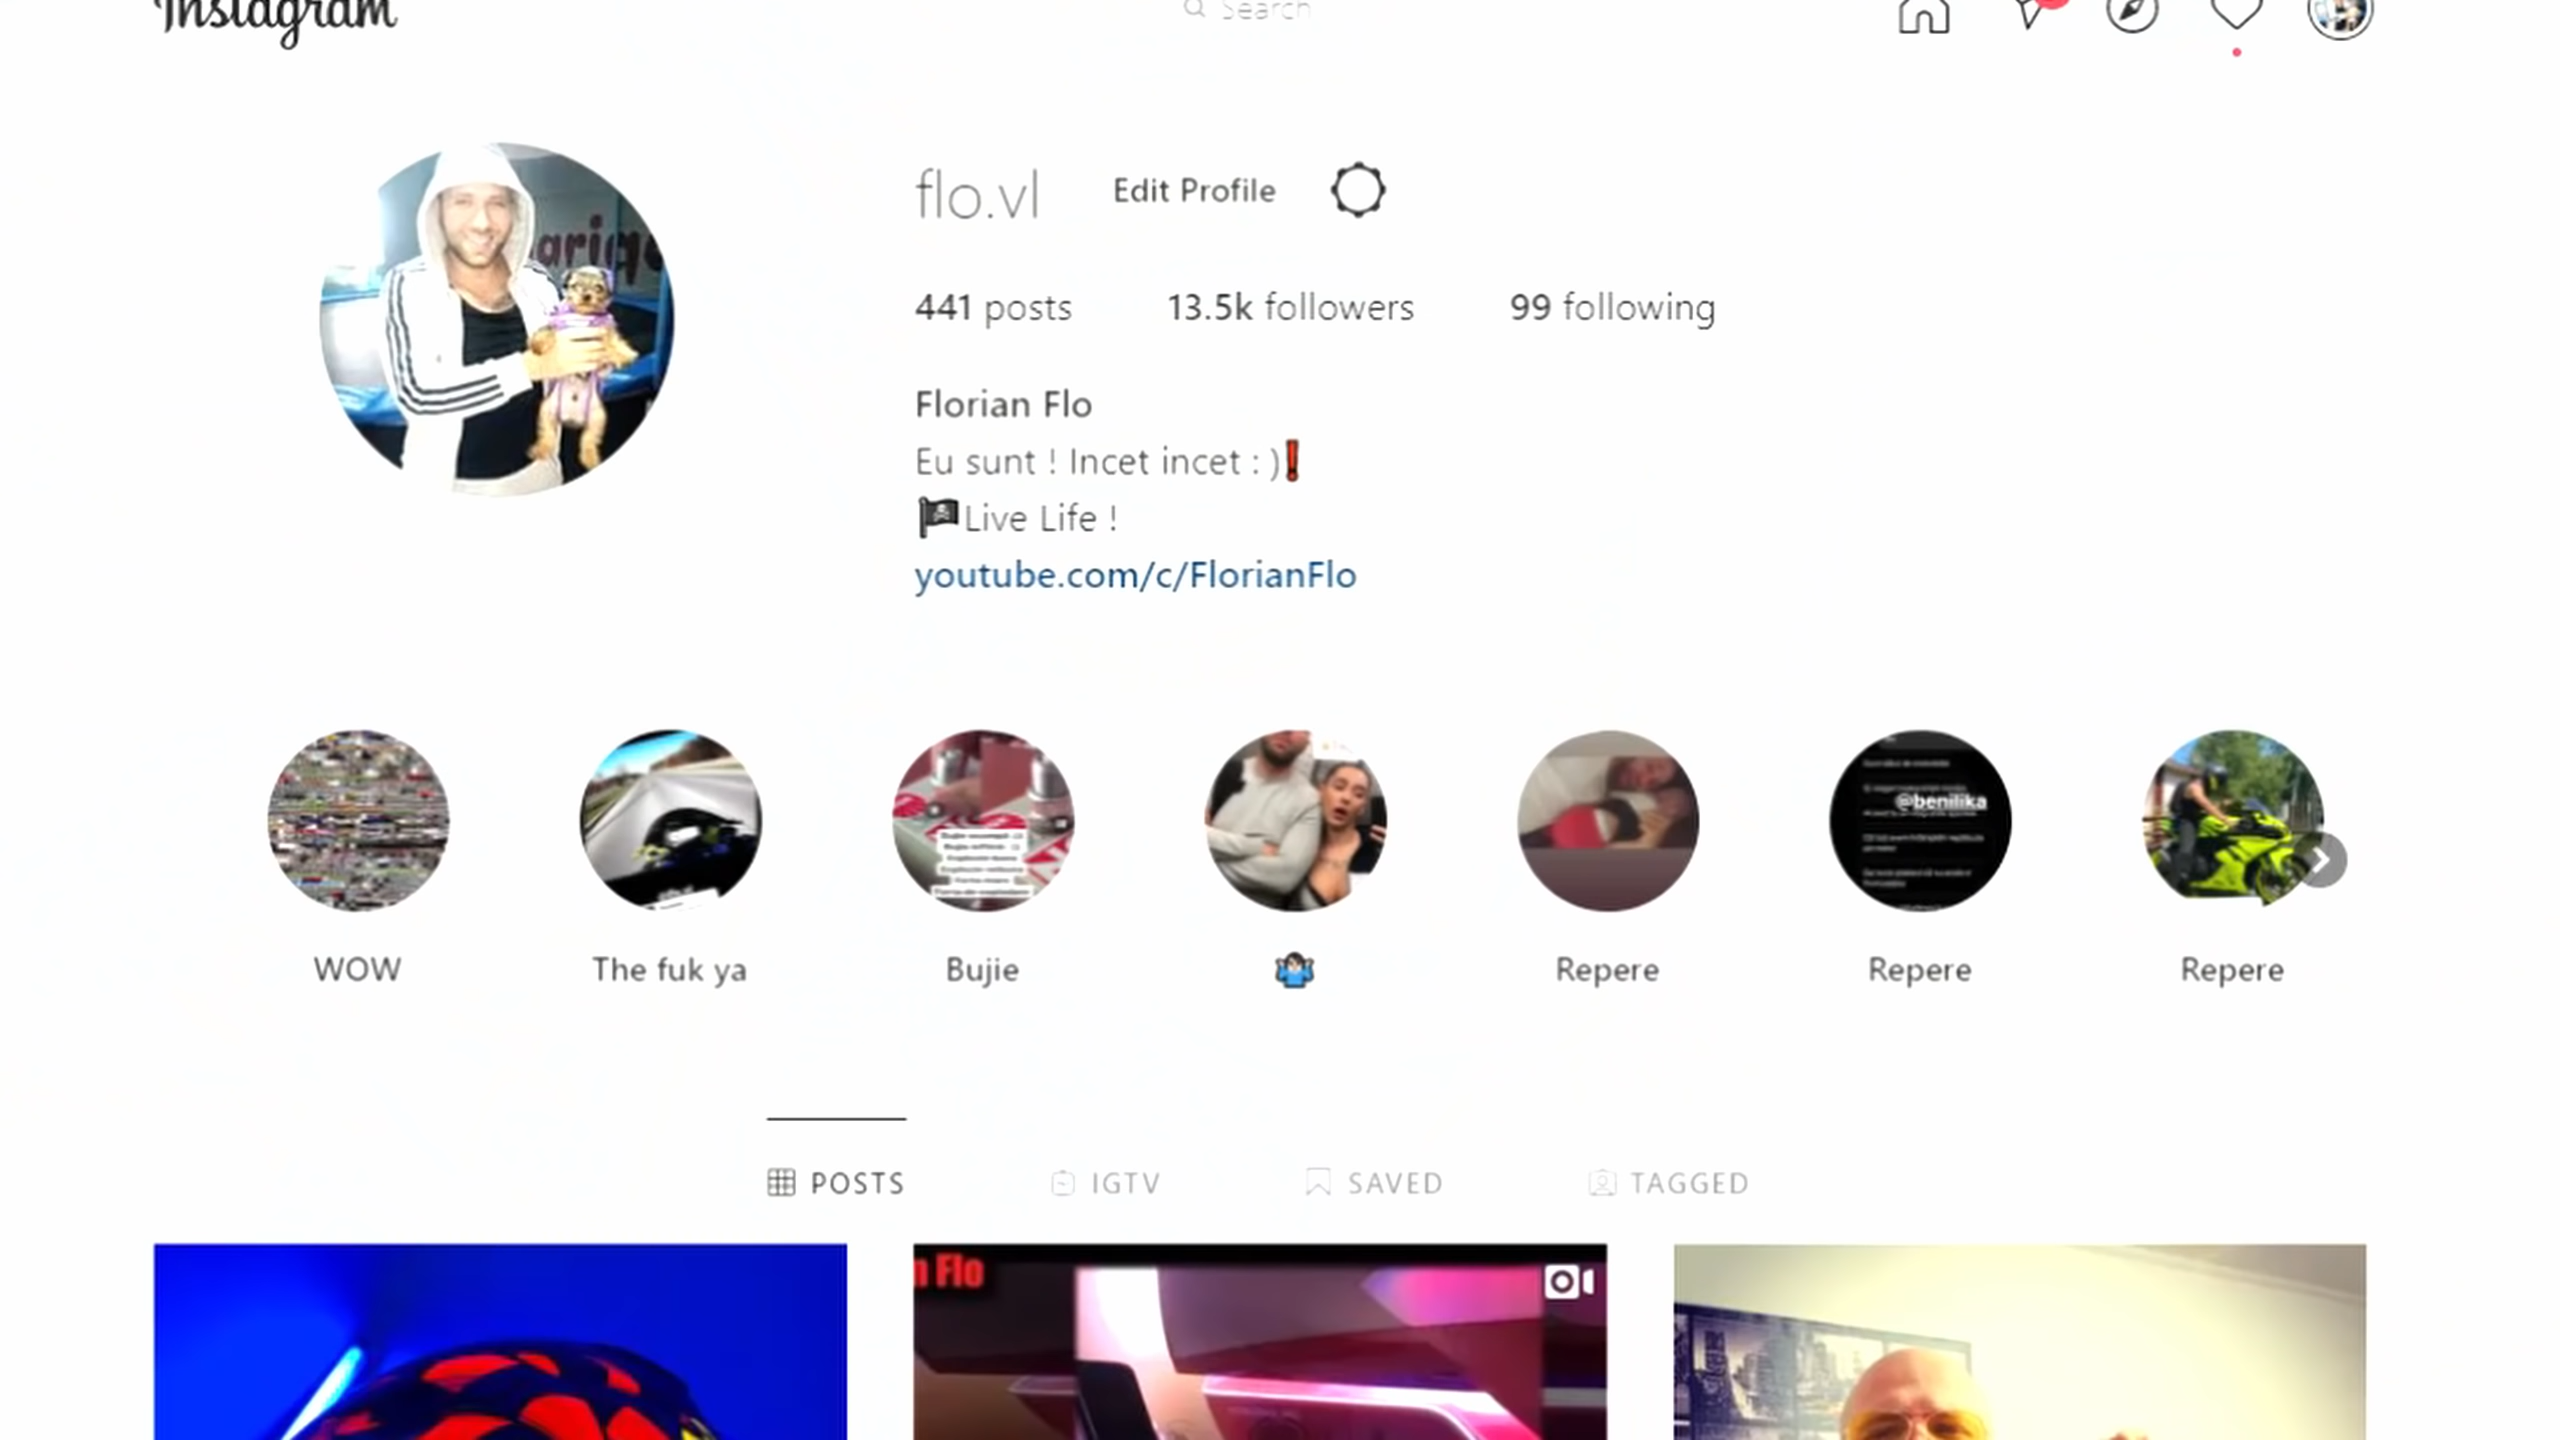 Instagram
Search
flo.vl Edit Profile
441 posts 13.5k followers 99 following
Florian Flo
Eu sunt ! Incet incet : )❗
🏴‍☠️Live Life !
youtube.com/c/FlorianFlo
@benilika
WOW The fuk ya Bujie 🤷🏻‍♂️ Repere Repere Repere
POSTS IGTV SAVED TAGGED
n Flo